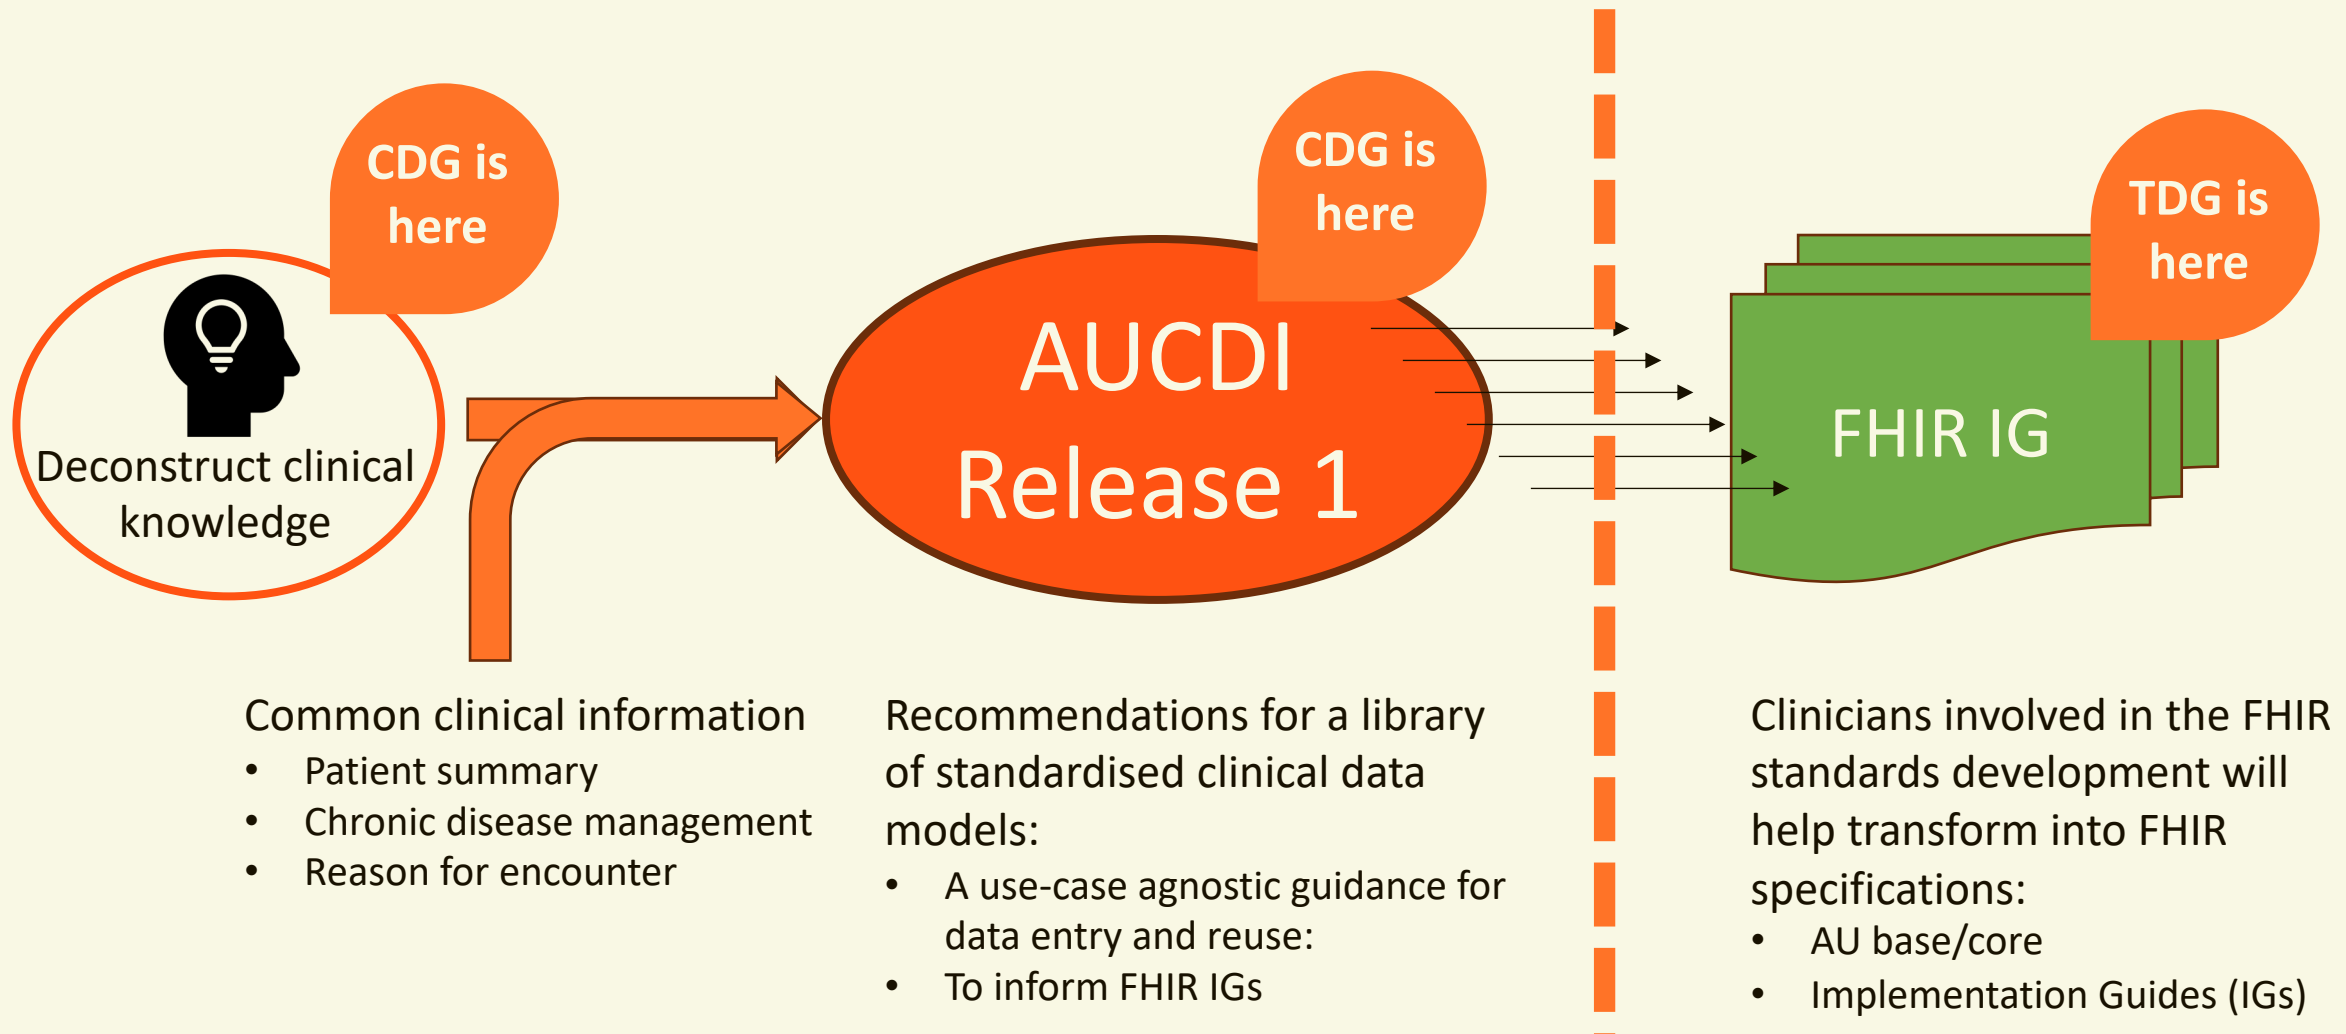 CDG is
here
Deconstruct clinical
knowledge
CDG is
here
AUCDI
Release 1
TDG is
here
FHIR IG
Common clinical information
• Patient summary
• Chronic disease management
• Reason for encounter
Recommendations for a library
of standardised clinical data
models:
• A use-case agnostic guidance for
data entry and reuse:
• To inform FHIR IGs
Clinicians involved in the FHIR
standards development will
help transform into FHIR
specifications:
• AU base/core
• Implementation Guides (IGs)